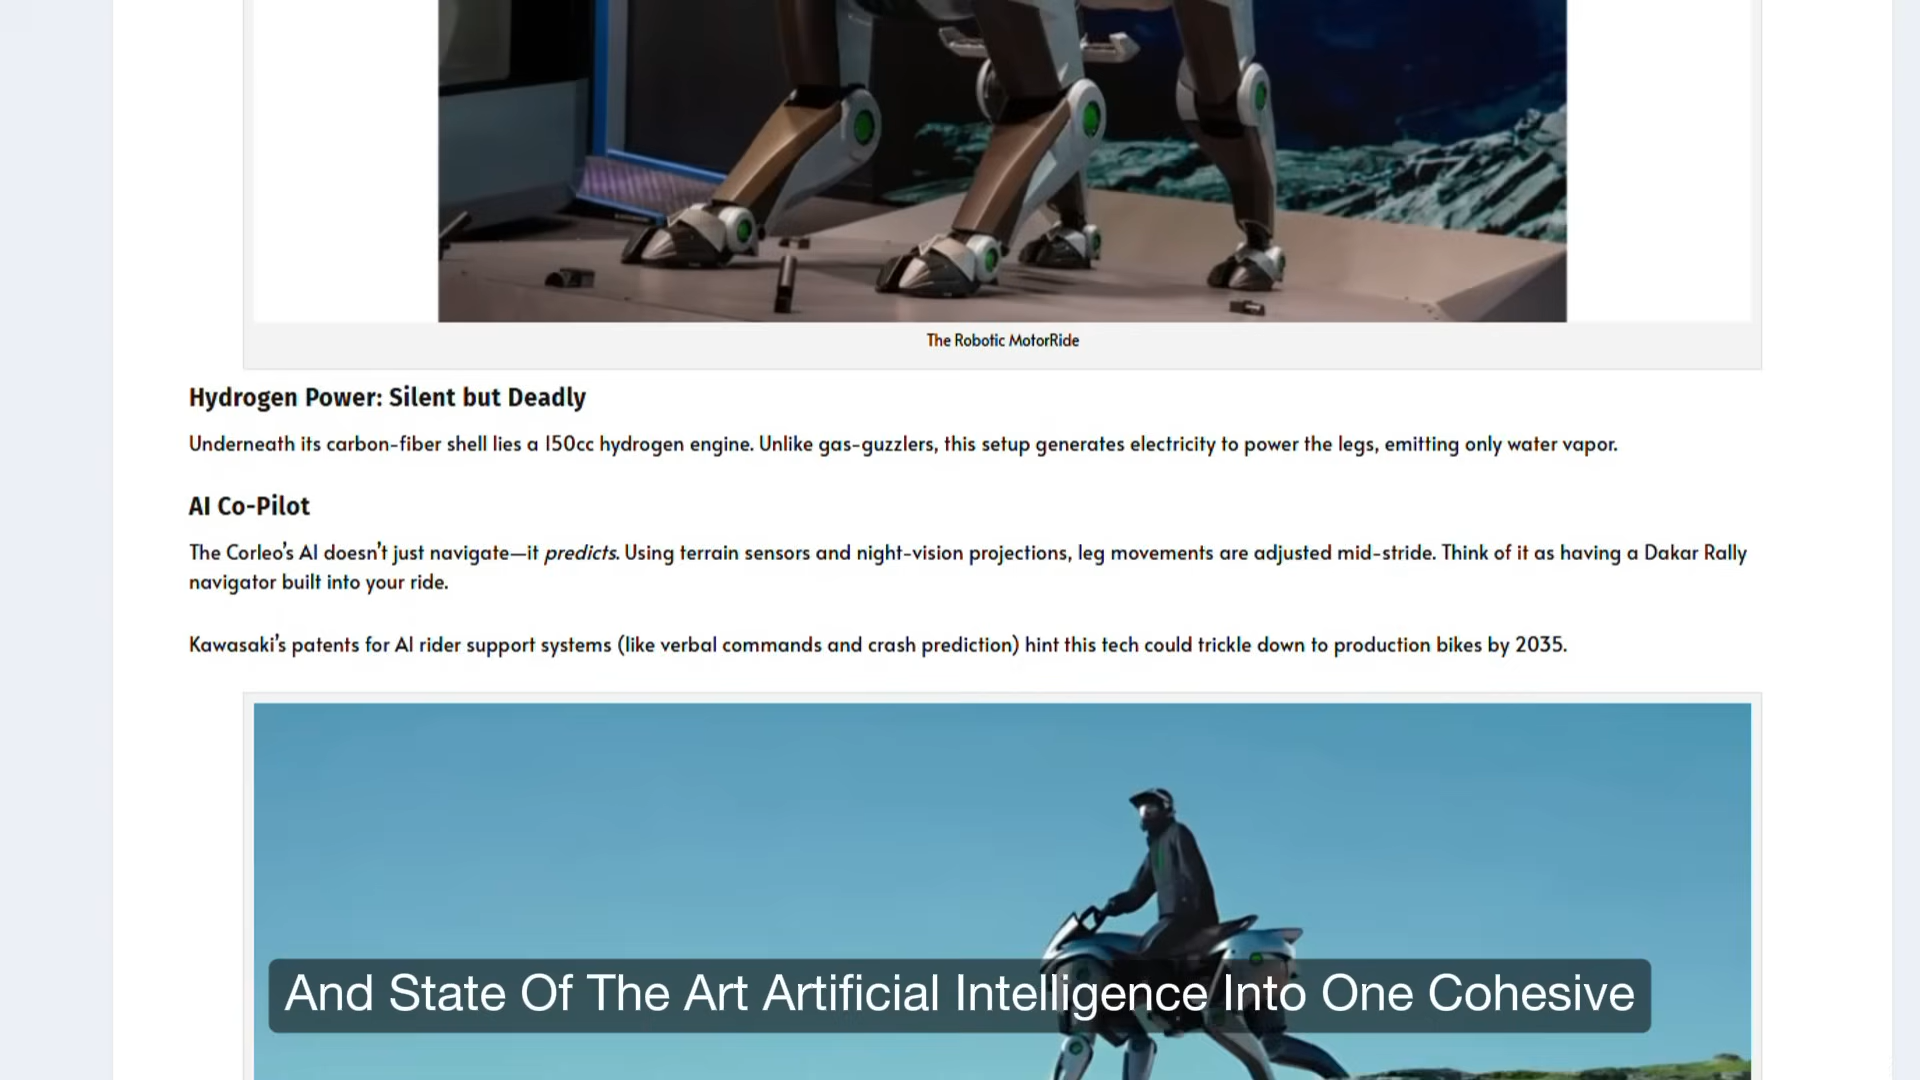 The Robotic MotorRide
Hydrogen Power: Silent but Deadly
Underneath its carbon-fiber shell lies a 150cc hydrogen engine. Unlike gas-guzzlers, this setup generates electricity to power the legs, emitting only water vapor.
AI Co-Pilot
The Corleo's AI doesn't just navigate—it predicts. Using terrain sensors and night-vision projections, leg movements are adjusted mid-stride. Think of it as having a Dakar Rally
navigator built into your ride.
Kawasaki's patents for AI rider support systems (like verbal commands and crash prediction) hint this tech could trickle down to production bikes by 2035.
And State Of The Art Artificial Intelligence Into One Cohesive